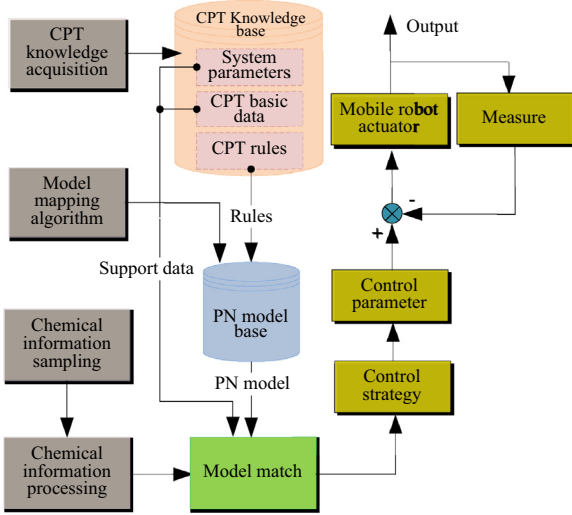 CPT
knowledge
acquisition
CPT Knowledge
base
System
parameters
CPT basic
data
CPT rules
Output
Mobile robot
actuator
Measure
-
+
Model
mapping
algorithm
Rules
Support data
PN model
base
Control
parameter
Chemical
information
sampling
PN model
Control
strategy
Chemical
information
processing
Model match